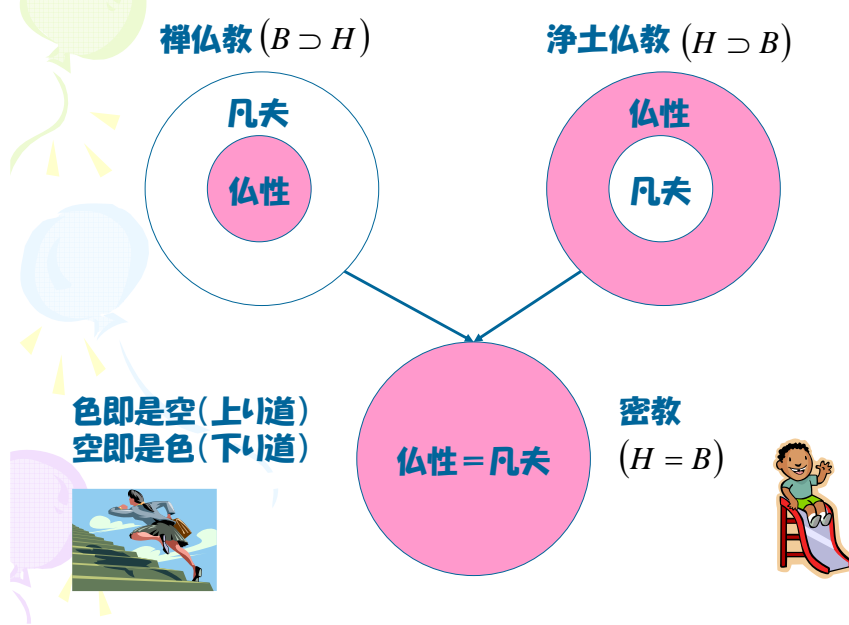 禅仏教(B ⊃ H)
浄土仏教 (H ⊃ B)
凡夫
仏性
仏性
凡夫
色即是空(上り道)
空即是色(下り道)
仏性＝凡夫
密教
(H = B)